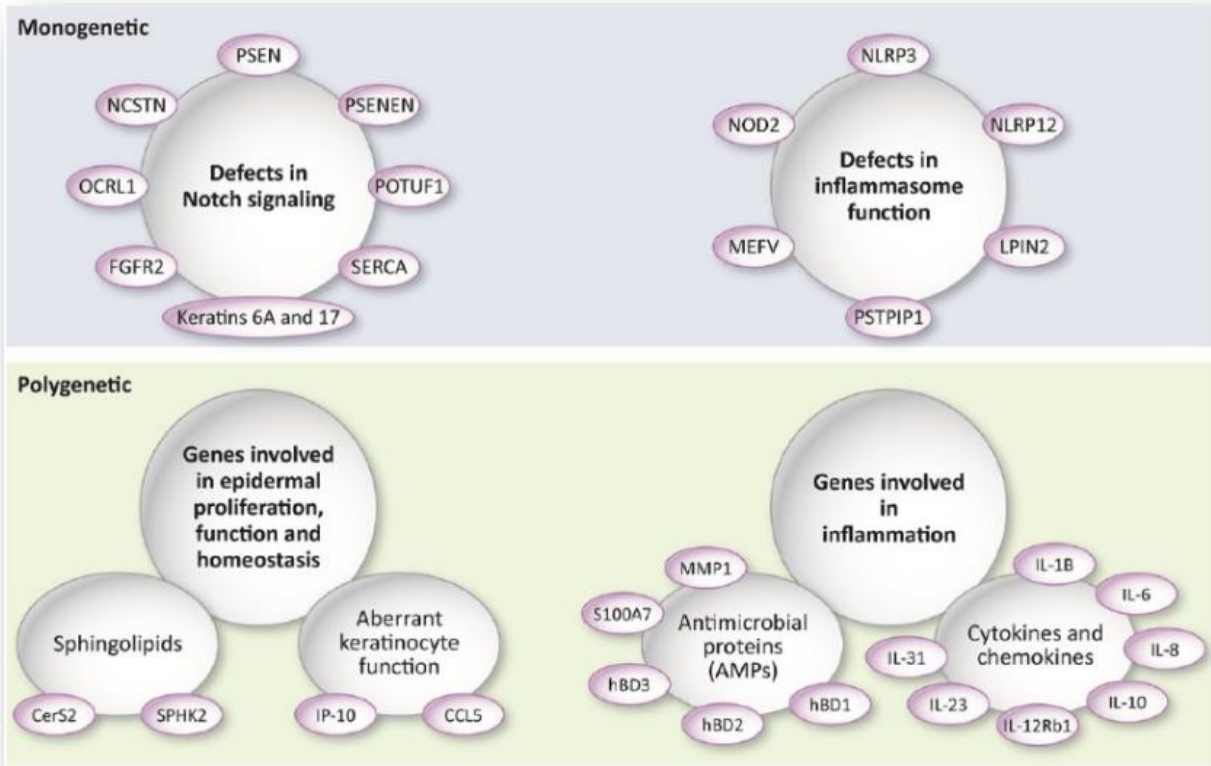 Monogenetic
PSEN
NCSTN
PSENEN
OCRL1
POTUF1
FGFR2
SERCA
Keratins 6A and 17
Defects in
Notch signaling
NLRP3
NOD2
NLRP12
MEFV
LPIN2
PSTPIP1
Defects in
inflammasome
function
Polygenetic
Genes involved
in epidermal
proliferation,
function and
homeostasis
Sphingolipids
CerS2
SPHK2
Aberrant
keratinocyte
function
IP-10
CCL5
Genes involved
in
inflammation
MMP1
S100A7
hBD3
hBD2
hBD1
Antimicrobial
proteins
(AMPs)
IL-1B
IL-6
IL-8
IL-10
IL-12Rb1
IL-23
IL-31
Cytokines and
chemokines